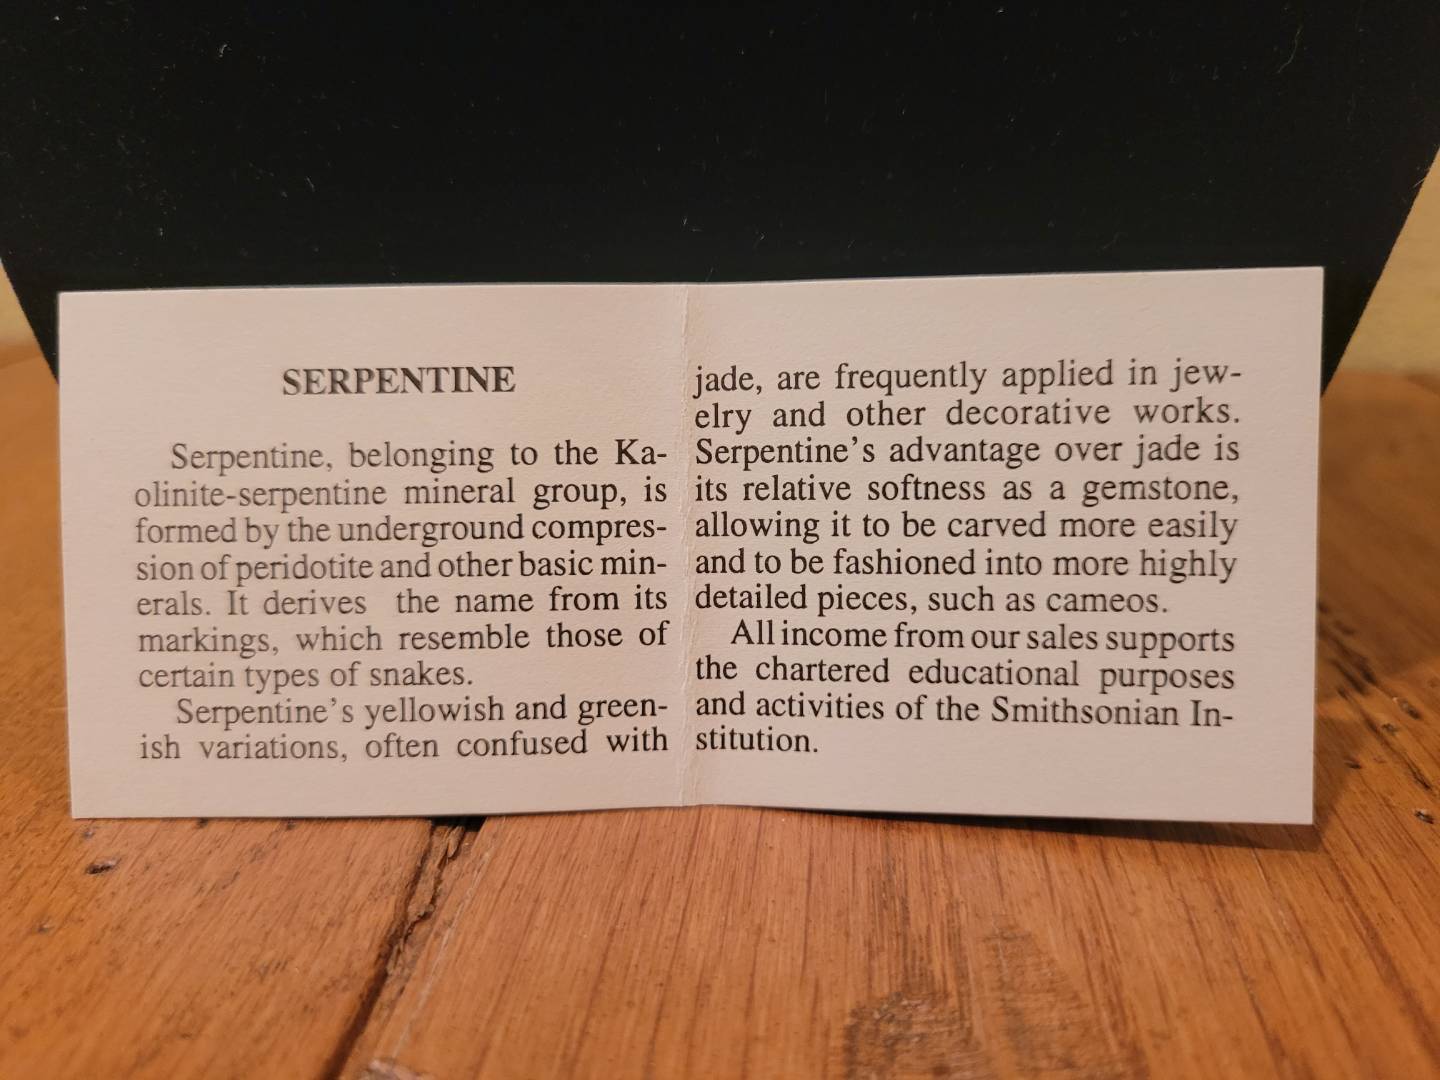 SERPENTINE
Serpentine, belonging to the Ka-
olinite-serpentine mineral group, is
formed by the underground compres-
sion of peridotite and other basic min-
erals. It derives the name from its
markings, which resemble those of
certain types of snakes.
Serpentine's yellowish and green-
ish variations, often confused with
jade, are frequently applied in jew-
elry and other decorative works.
Serpentine's advantage over jade is
its relative softness as a gemstone,
allowing it to be carved more easily
and to be fashioned into more highly
detailed pieces, such as cameos.
All income from our sales supports
the chartered educational purposes
and activities of the Smithsonian In-
stitution.